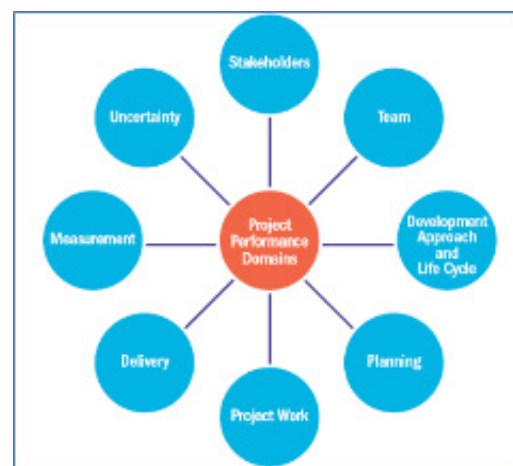 Stakeholders
Team
Development
Approach
and
Life Cycle
Planning
Project Work
Delivery
Measurement
Uncertainty
Project
Performance
Domains